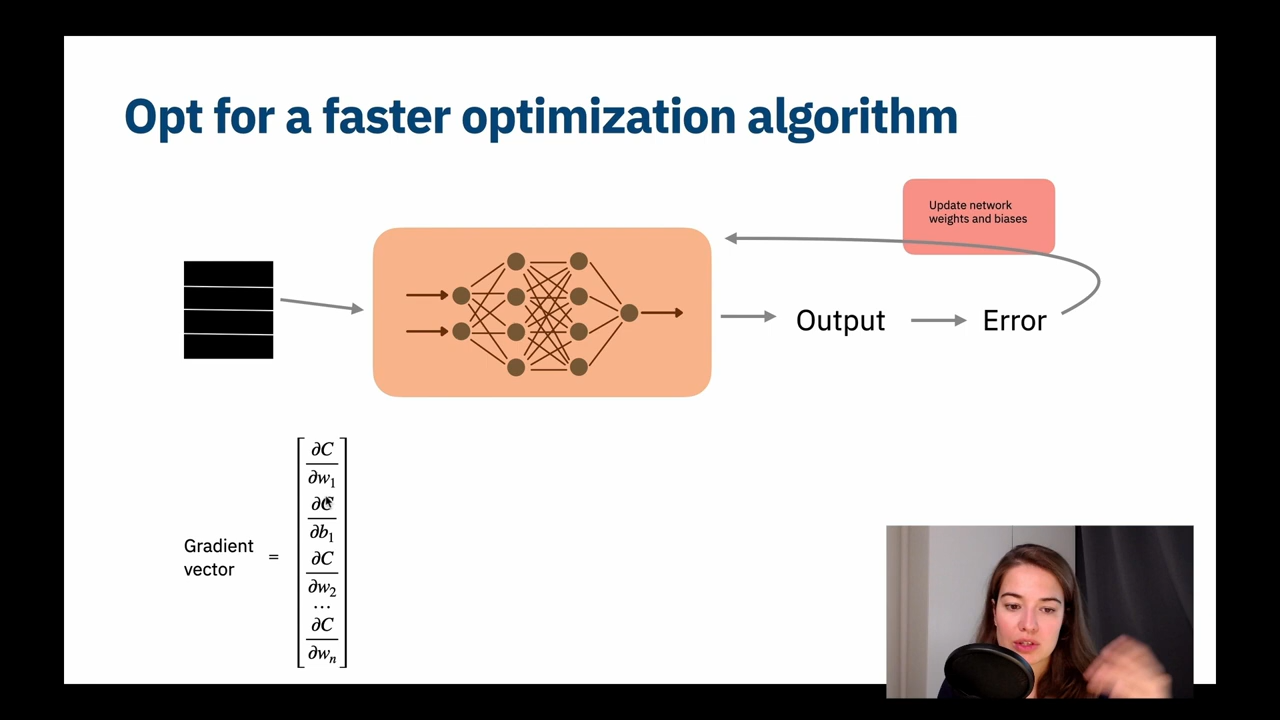 Opt for a faster optimization algorithm
Update network
weights and biases
Output
Error
Gradient
vector
=
∂C
∂w₁
∂C
∂b₁
∂C
∂w₂
...
∂C
∂wₙ